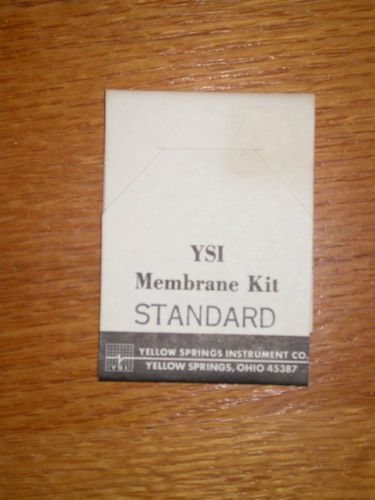 YSI
Membrane Kit
STANDARD
YELLOW SPRINGS INSTRUMENT CO.
YELLOW SPRINGS, OHIO 45387
YSI